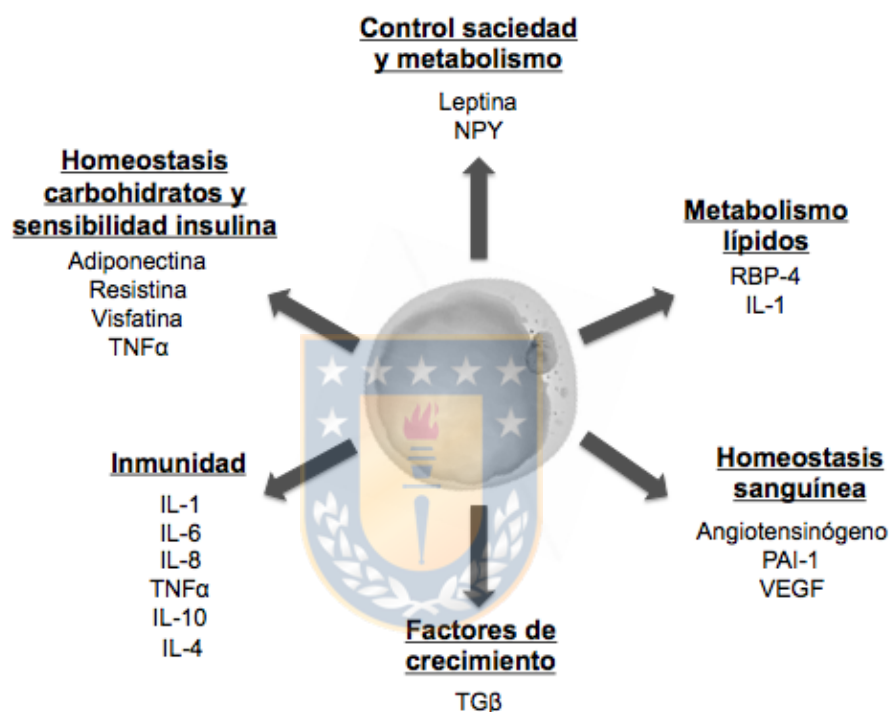 Control saciedad
y metabolismo
Leptina
NPY
Homeostasis
carbohidratos y
sensibilidad insulina
Adiponectina
Resistina
Visfatina
TNFα
Metabolismo
lípidos
RBP-4
IL-1
Inmunidad
IL-1
IL-6
IL-8
TNFα
IL-10
IL-4
Homeostasis
sanguínea
Angiotensinógeno
PAI-1
VEGF
Factores de
crecimiento
TGβ